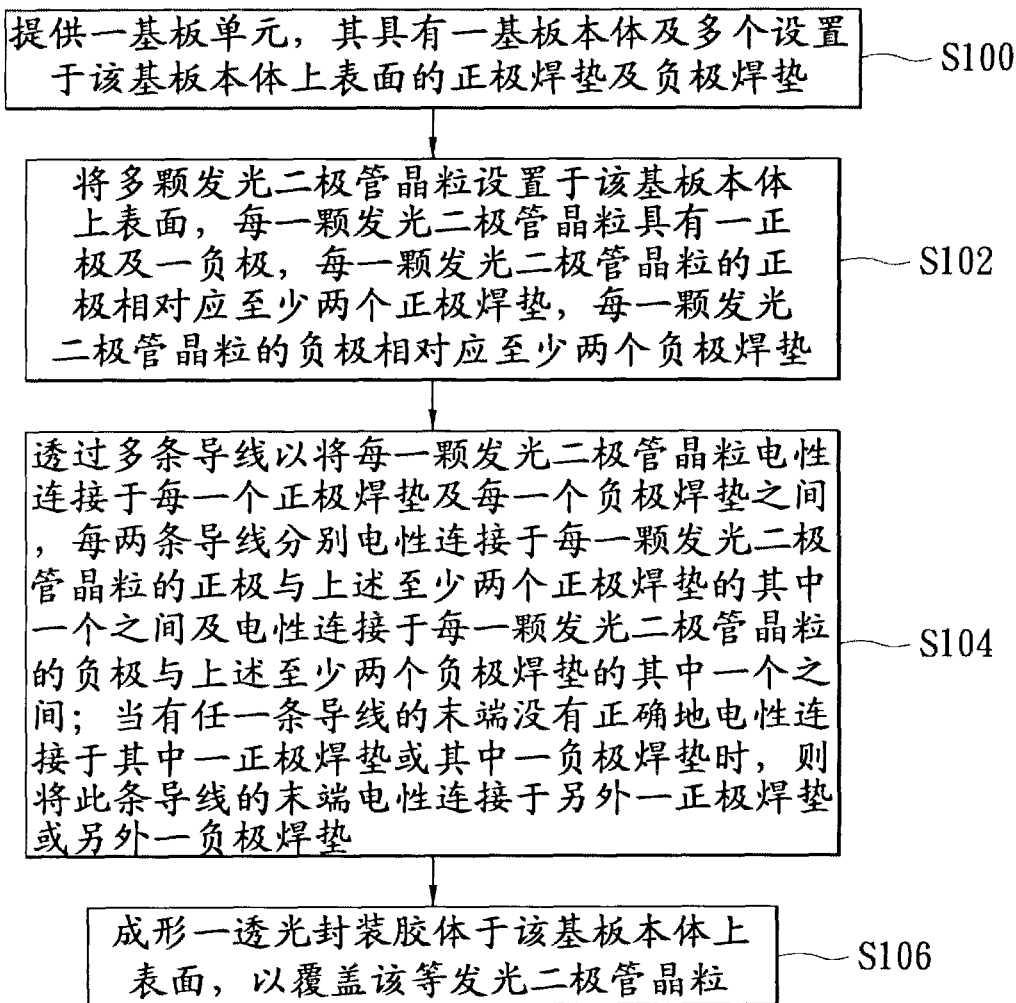 提供一基板单元，其具有一基板本体及多个设置
于该基板本体上表面的正极焊垫及负极焊垫
S100
将多颗发光二极管晶粒设置于该基板本体
上表面，每一颗发光二极管晶粒具有一正
极及一负极，每一颗发光二极管晶粒的正
极相对应至少两个正极焊垫，每一颗发光
二极管晶粒的负极相对应至少两个负极焊垫
S102
透过多条导线以将每一颗发光二极管晶粒电性
连接于每一个正极焊垫及每一个负极焊垫之间
，每两条导线分别电性连接于每一颗发光二极
管晶粒的正极与上述至少两个正极焊垫的其中
一个之间及电性连接于每一颗发光二极管晶粒
的负极与上述至少两个负极焊垫的其中一个之
间；当有任一条导线的末端没有正确地电性连
接于其中一正极焊垫或其中一负极焊垫时，则
将此条导线的末端电性连接于另外一正极焊垫
或另外一负极焊垫
S104
成形一透光封装胶体于该基板本体上
表面，以覆盖该等发光二极管晶粒
S106